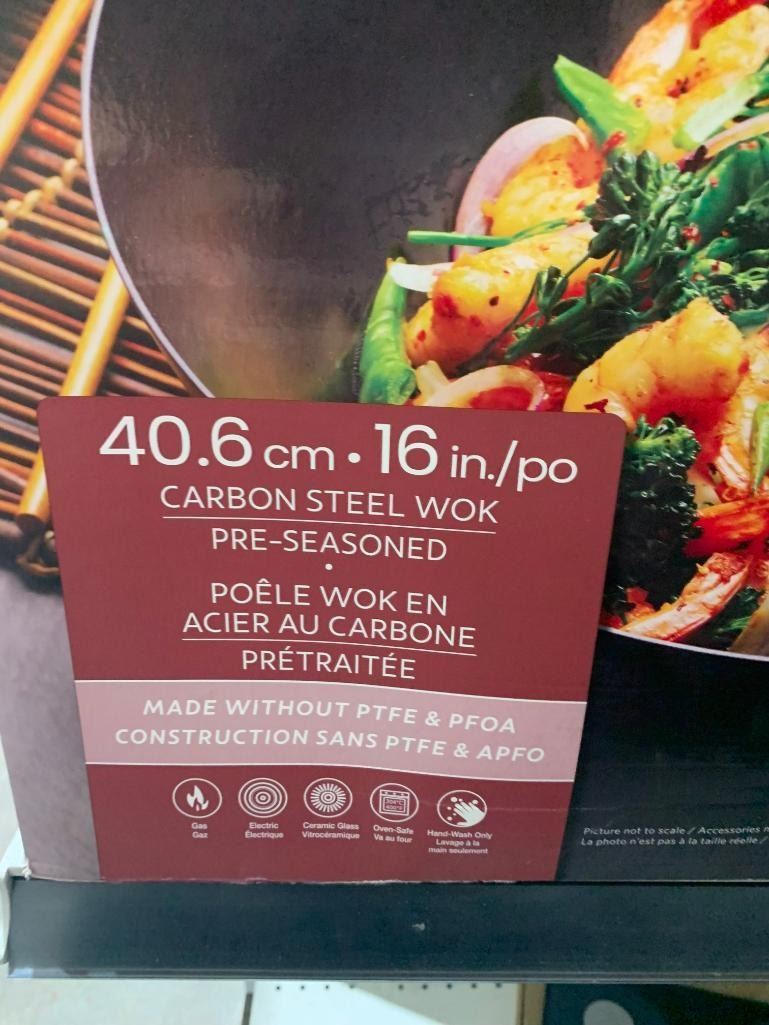 40.6 cm • 16 in./po
CARBON STEEL WOK
PRE-SEASONED
•
POÊLE WOK EN
ACIER AU CARBONE
PRÉTRAITÉE
MADE WITHOUT PTFE & PFOA
CONSTRUCTION SANS PTFE & APFO
Gas
Gaz
Electric
Électrique
Ceramic Glass
Vitrocéramique
Oven-Safe
Va au four
Hand-Wash Only
Lavage à la
main seulement
Picture not to scale / Accessories
La photo n'est pas à la taille réelle /